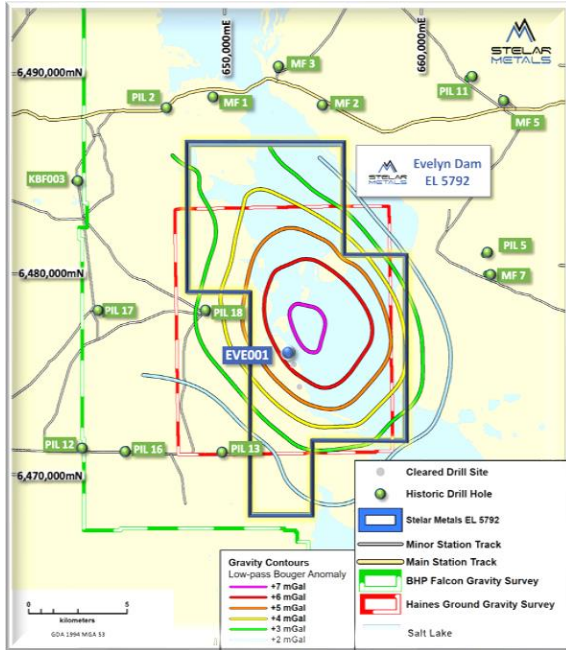 650,000mE
660,000mE
STELAR
METALS
6,490,000mN
MF 3
PIL 11
PIL 2
MF 1
MF 2
MF 5
STELAR
METALS
Evelyn Dam
EL 5792
KBF003
PIL 5
6,480,000mN
MF 7
PIL 17
PIL 18
EVE001
PIL 12
PIL 16
PIL 13
6,470,000mN
Cleared Drill Site
Historic Drill Hole
Stelar Metals EL 5792
Minor Station Track
Main Station Track
BHP Falcon Gravity Survey
Haines Ground Gravity Survey
Salt Lake
Gravity Contours
Low-pass Bouger Anomaly
+7 mGal
+6 mGal
+5 mGal
+4 mGal
+3 mGal
+2 mGal
0
5
kilometers
GDA 1994 MGA 53